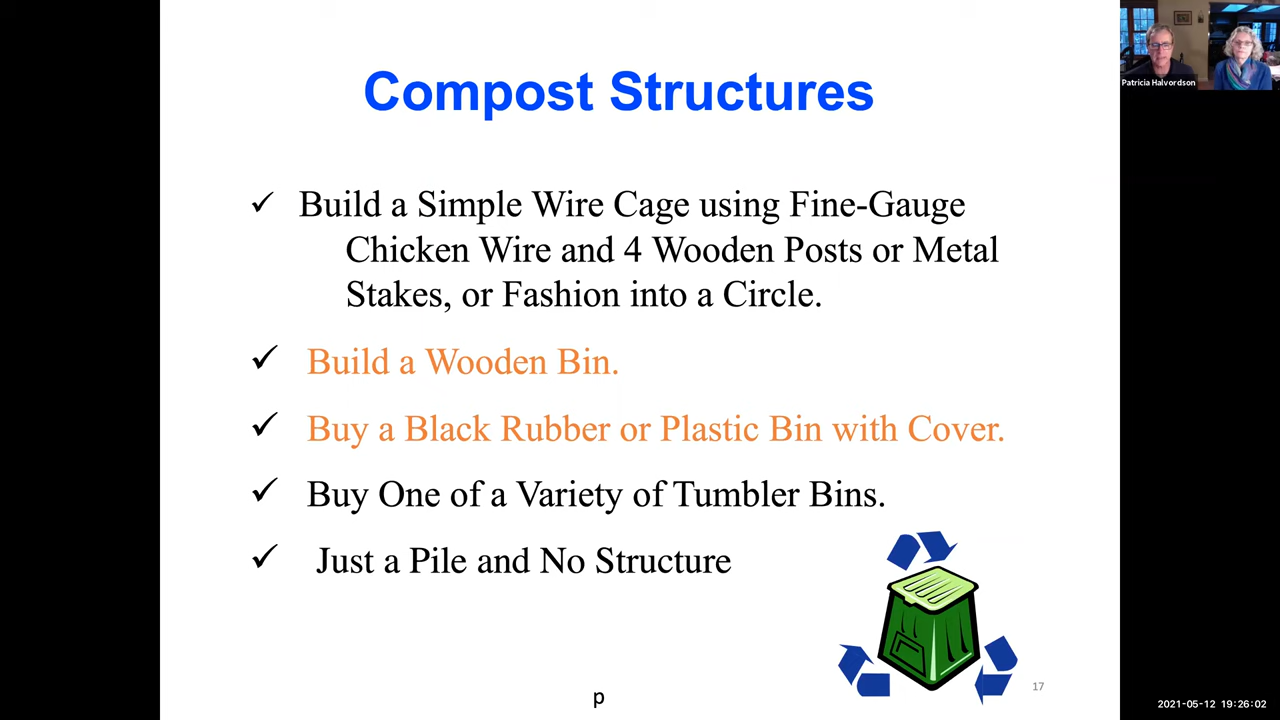 Compost Structures
Patricia Halvordson
✓ Build a Simple Wire Cage using Fine-Gauge
Chicken Wire and 4 Wooden Posts or Metal
Stakes, or Fashion into a Circle.
✓ Build a Wooden Bin.
✓ Buy a Black Rubber or Plastic Bin with Cover.
✓ Buy One of a Variety of Tumbler Bins.
✓ Just a Pile and No Structure
17
p
2021-05-12 19:26:02